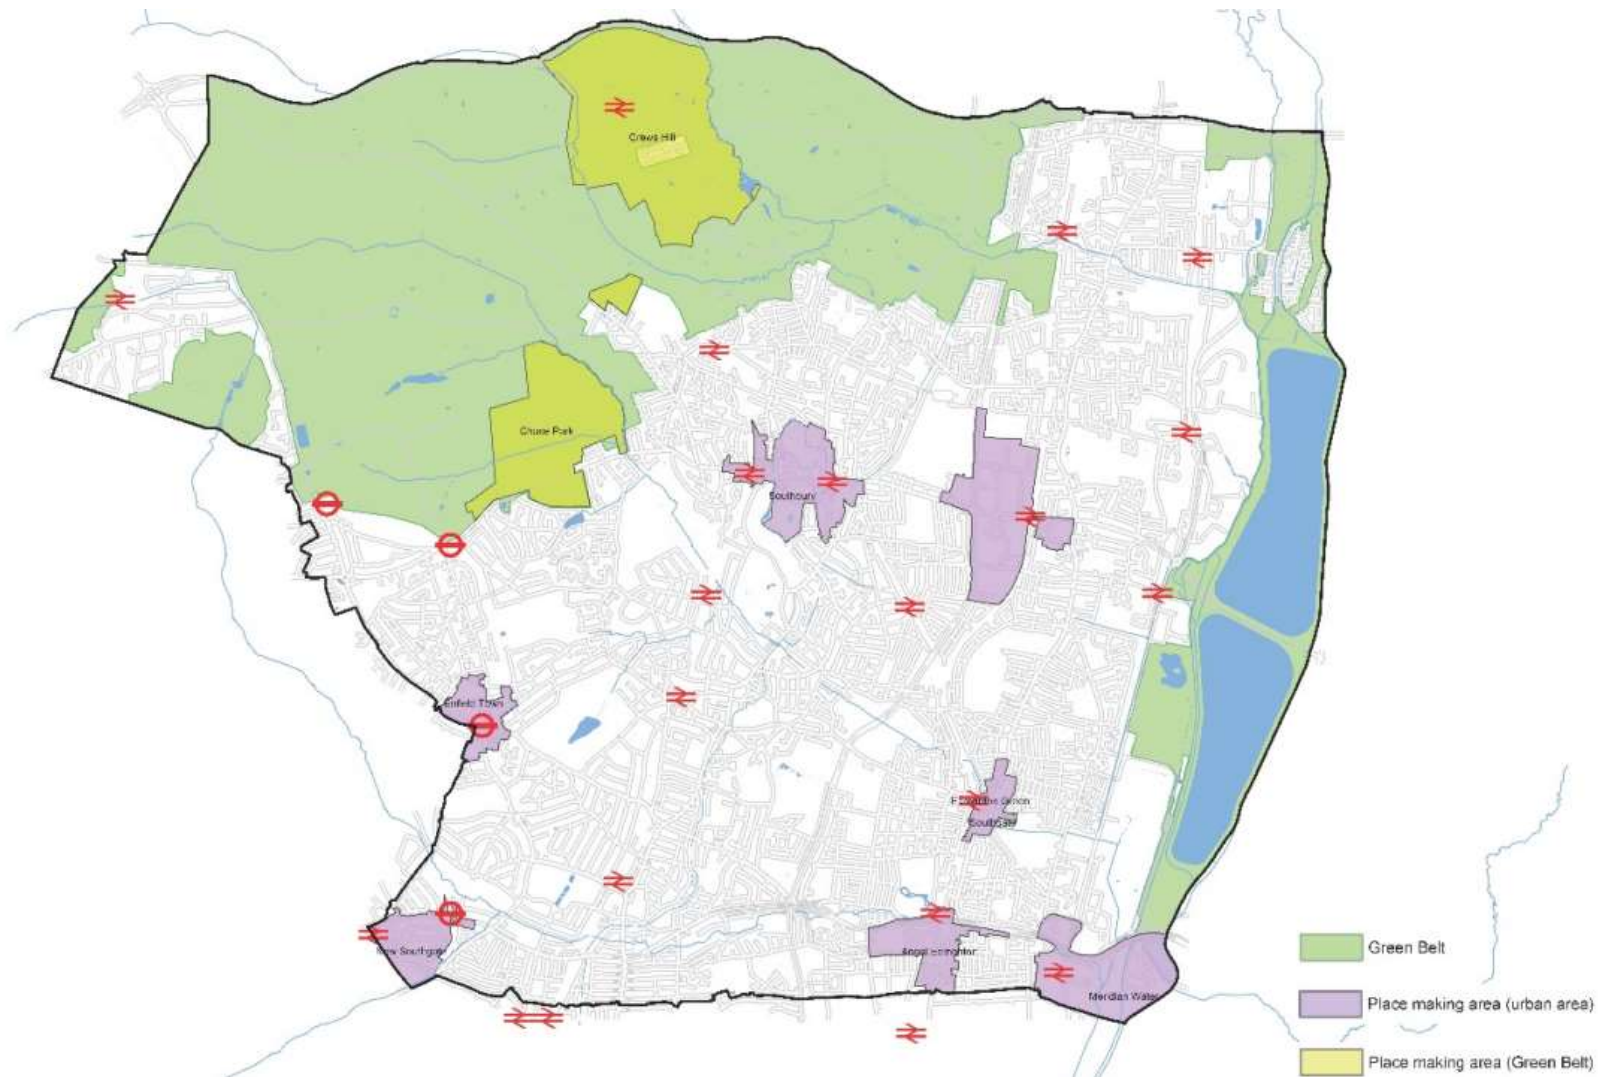 Crews Hill
Chase Park
Southbury
Enfield Town
Southgate
New Southgate
Angel Edmonton
Meridian Water
Green Belt
Place making area (urban area)
Place making area (Green Belt)